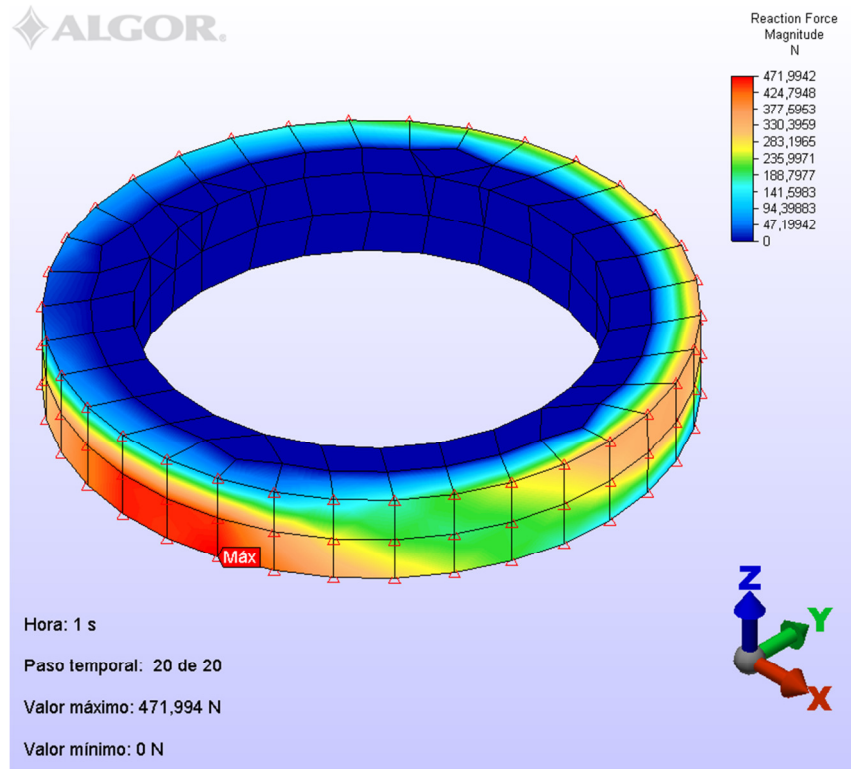 ALGOR.
Reaction Force
Magnitude
N
471,9942
424,7948
377,5953
330,3959
283,1965
235,9971
188,7977
141,5983
94,39883
47,19942
0
Máx
Hora: 1 s
Paso temporal: 20 de 20
Valor máximo: 471,994 N
Valor mínimo: 0 N
Z
Y
X